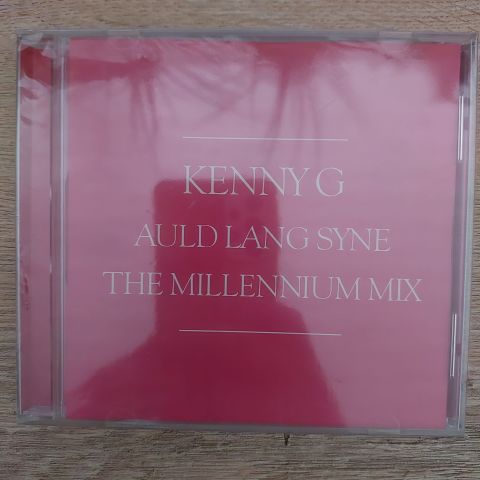 KENNY G
AULD LANG SYNE
THE MILLENNIUM MIX